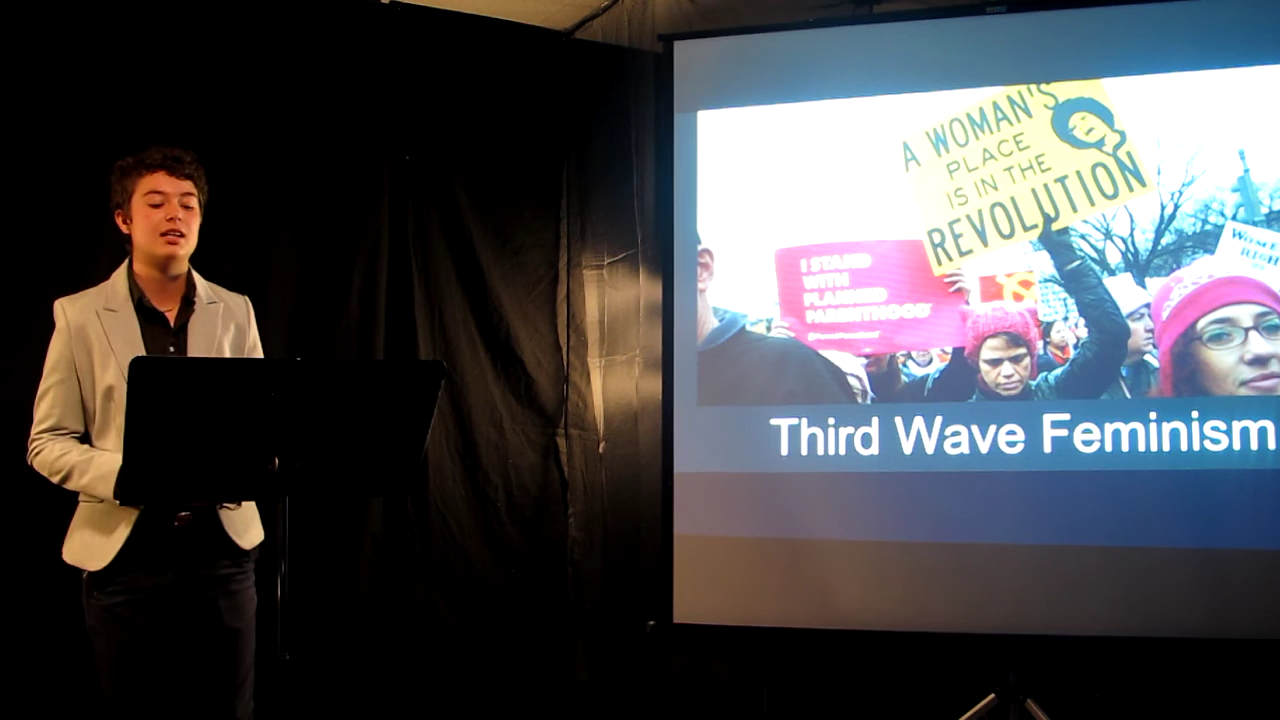 A WOMAN'S
PLACE
IS IN THE
REVOLUTION
I STAND
WITH
PLANNED
PARENTHOOD
Third Wave Feminism